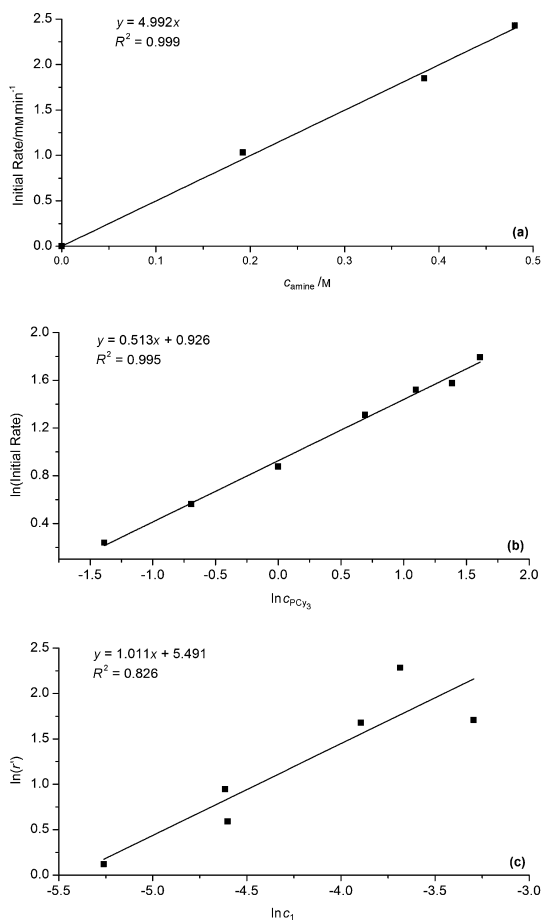 y = 4.992x
R² = 0.999
Initial Rate/mM min⁻¹
2.5
2.0
1.5
1.0
0.5
0.0
0.0 0.1 0.2 0.3 0.4 0.5
(a)
c_amine /M
y = 0.513x + 0.926
R² = 0.995
ln(Initial Rate)
2.0
1.6
1.2
0.8
0.4
-1.5 -1.0 -0.5 0.0 0.5 1.0 1.5 2.0
(b)
ln c_PCy₃
y = 1.011x + 5.491
R² = 0.826
ln(r')
2.5
2.0
1.5
1.0
0.5
0.0
-5.5 -5.0 -4.5 -4.0 -3.5 -3.0
(c)
ln c₁